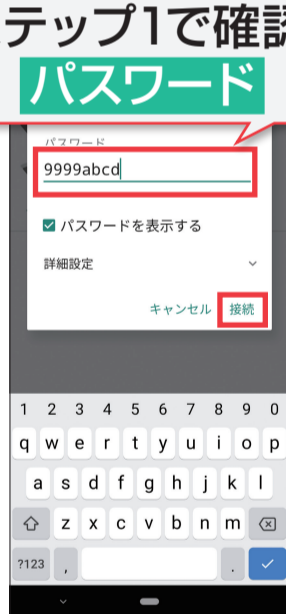 ステップ1で確認
パスワード
パスワード
9999abcd
パスワードを表示する
詳細設定
キャンセル 接続
1 2 3 4 5 6 7 8 9 0
q w e r t y u i o p
a s d f g h j k l
z x c v b n m
?123 , .